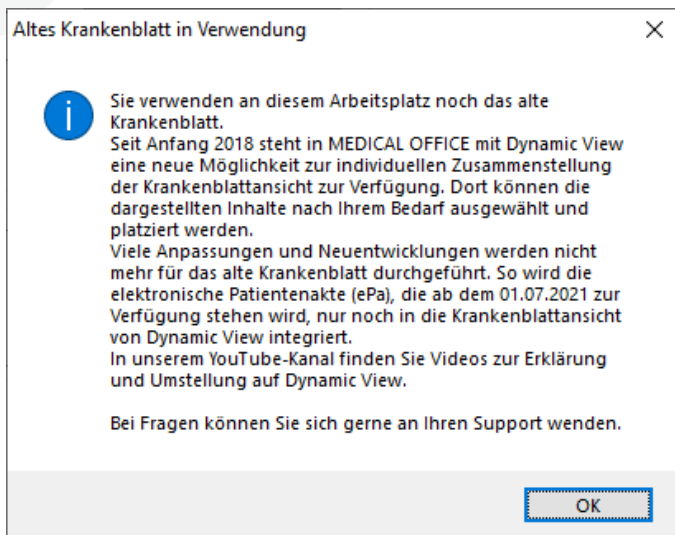 Altes Krankenblatt in Verwendung
Sie verwenden an diesem Arbeitsplatz noch das alte
Krankenblatt.
Seit Anfang 2018 steht in MEDICAL OFFICE mit Dynamic View
eine neue Möglichkeit zur individuellen Zusammenstellung
der Krankenblattansicht zur Verfügung. Dort können die
dargestellten Inhalte nach Ihrem Bedarf ausgewählt und
platziert werden.
Viele Anpassungen und Neuentwicklungen werden nicht
mehr für das alte Krankenblatt durchgeführt. So wird die
elektronische Patientenakte (ePa), die ab dem 01.07.2021 zur
Verfügung stehen wird, nur noch in die Krankenblattansicht
von Dynamic View integriert.
In unserem YouTube-Kanal finden Sie Videos zur Erklärung
und Umstellung auf Dynamic View.
Bei Fragen können Sie sich gerne an Ihren Support wenden.
OK